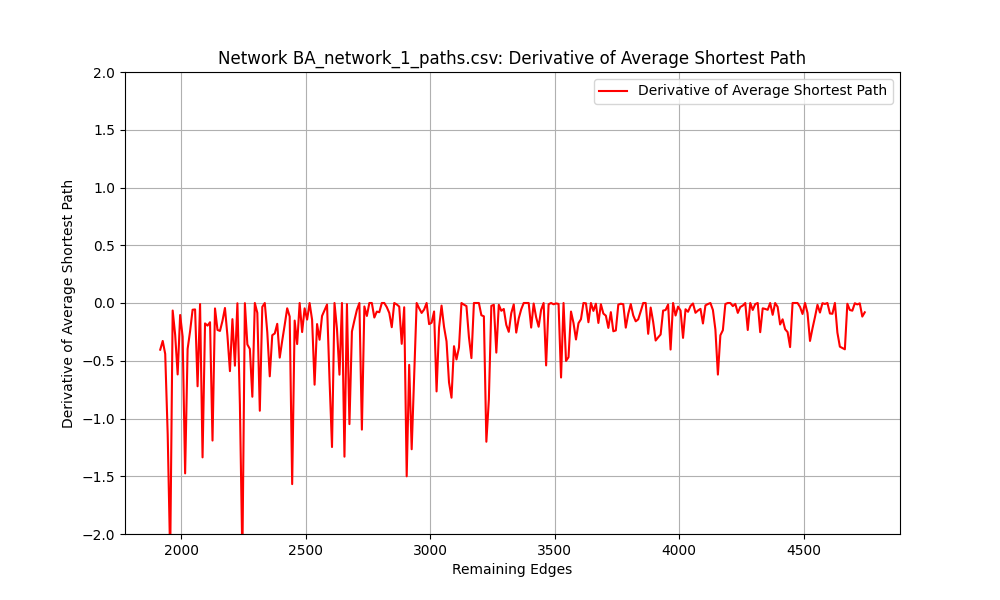 Network BA_network_1_paths.csv: Derivative of Average Shortest Path
Derivative of Average Shortest Path
2.0
1.5
1.0
0.5
0.0
−0.5
−1.0
−1.5
−2.0
Derivative of Average Shortest Path
2000 2500 3000 3500 4000 4500
Remaining Edges